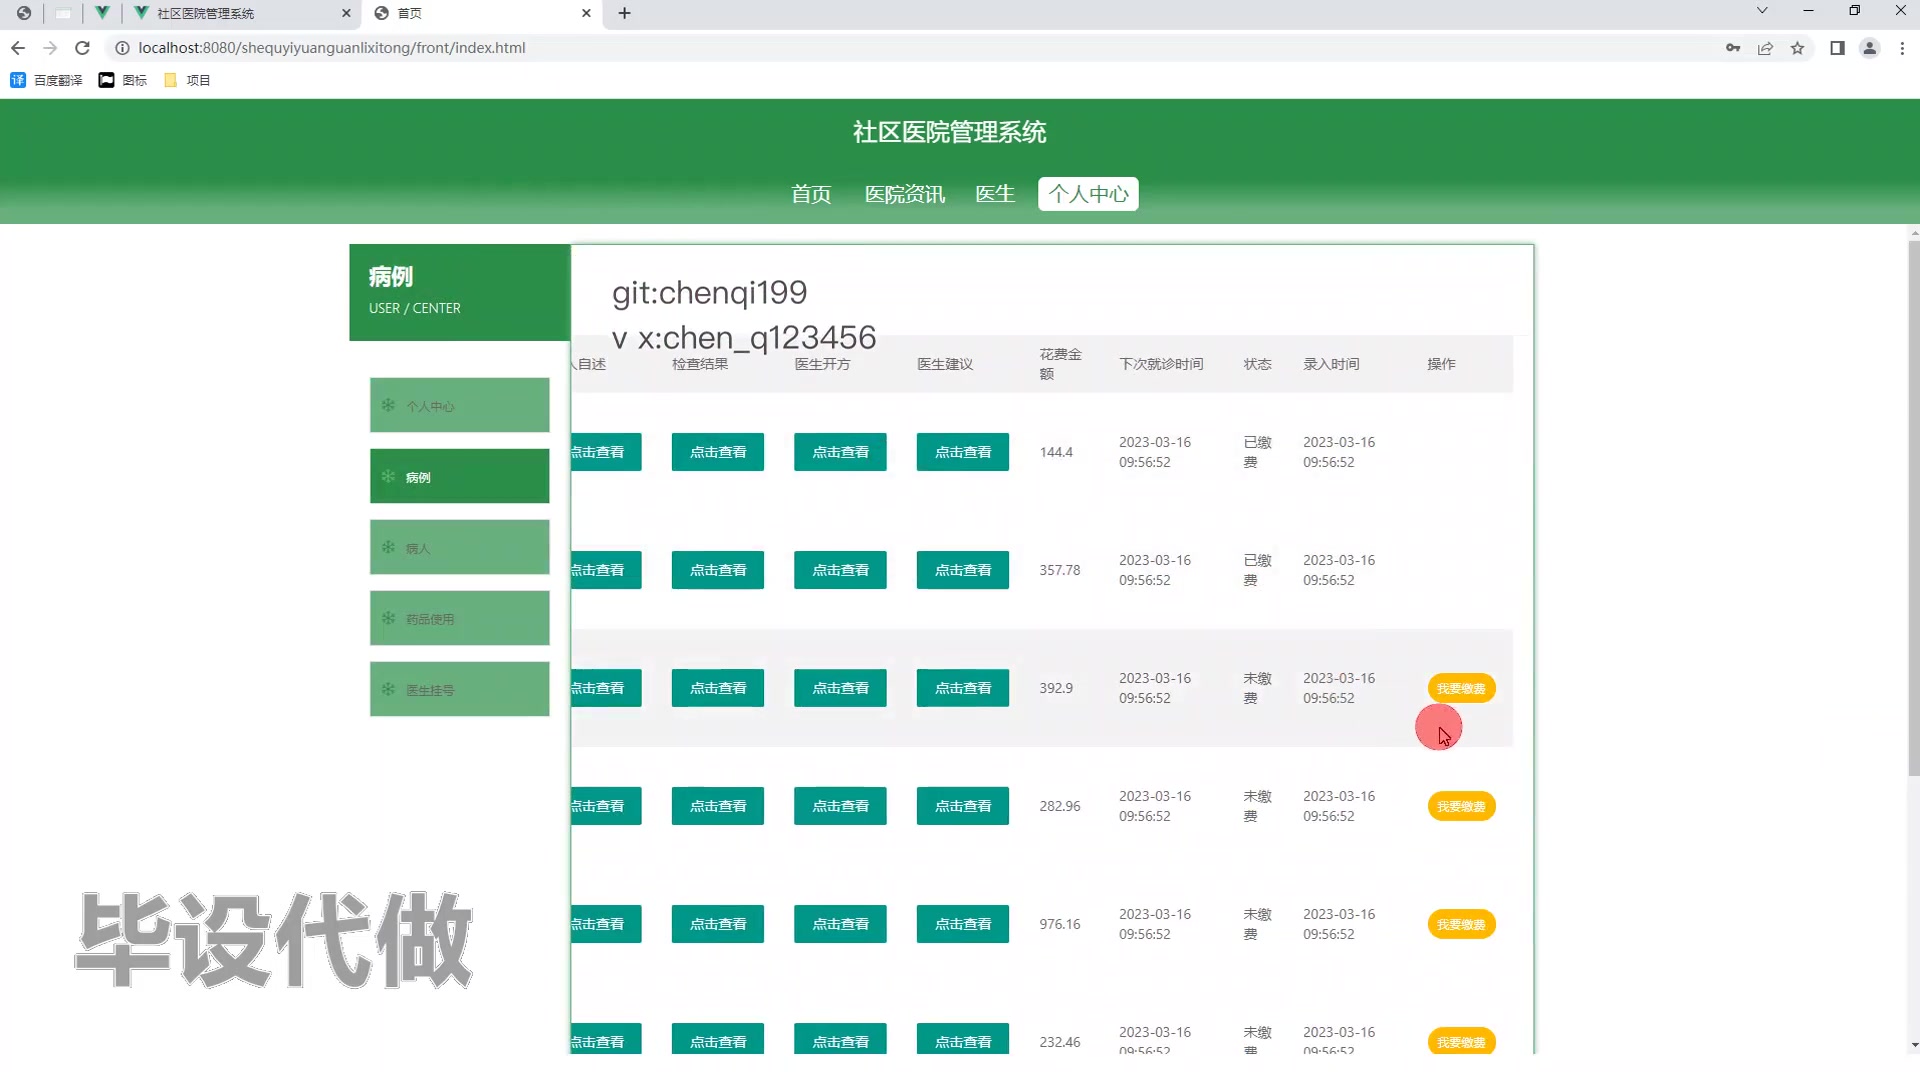 社区医院管理系统
首页
localhost:8080/shequyiyuanguanlixitong/front/index.html
百度翻译 图标 项目
社区医院管理系统
首页 医院资讯 医生 个人中心
病例
USER / CENTER
个人中心
病例
病人
药品使用
医生挂号
git:chenqi199
v x:chen_q123456
人自述 检查结果 医生开方 医生建议 花费金额 下次就诊时间 状态 录入时间 操作
点击查看 点击查看 点击查看 点击查看 144.4 2023-03-16 09:56:52 已缴费 2023-03-16 09:56:52
点击查看 点击查看 点击查看 点击查看 357.78 2023-03-16 09:56:52 已缴费 2023-03-16 09:56:52
点击查看 点击查看 点击查看 点击查看 392.9 2023-03-16 09:56:52 未缴费 2023-03-16 09:56:52 我要缴费
点击查看 点击查看 点击查看 点击查看 282.96 2023-03-16 09:56:52 未缴费 2023-03-16 09:56:52 我要缴费
点击查看 点击查看 点击查看 点击查看 976.16 2023-03-16 09:56:52 未缴费 2023-03-16 09:56:52 我要缴费
点击查看 点击查看 点击查看 点击查看 232.46 2023-03-16 09:56:52 未缴费 2023-03-16 09:56:52 我要缴费
毕设代做